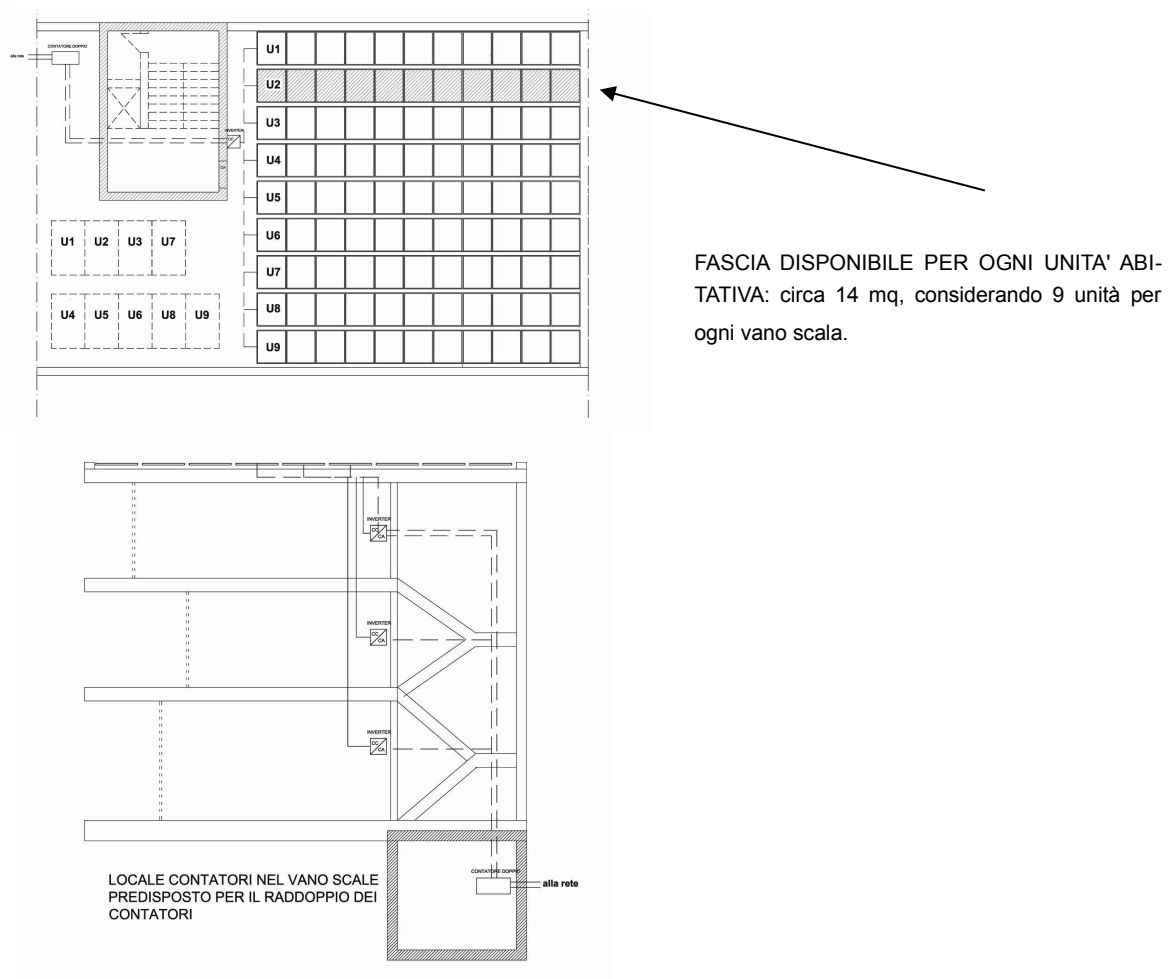 CONTATORE DOPPIO
alla rete
U1
U2
U3
INVERTER
CC
CA
U4
U5
U6
U7
U8
U9
U1 U2 U3 U7
U4 U5 U6 U8 U9
FASCIA DISPONIBILE PER OGNI UNITA' ABI-
TATIVA: circa 14 mq, considerando 9 unità per
ogni vano scala.
INVERTER
CC
CA
INVERTER
CC
CA
INVERTER
CC
CA
LOCALE CONTATORI NEL VANO SCALE
PREDISPOSTO PER IL RADDOPPIO DEI
CONTATORI
CONTATORE DOPPIO
alla rete